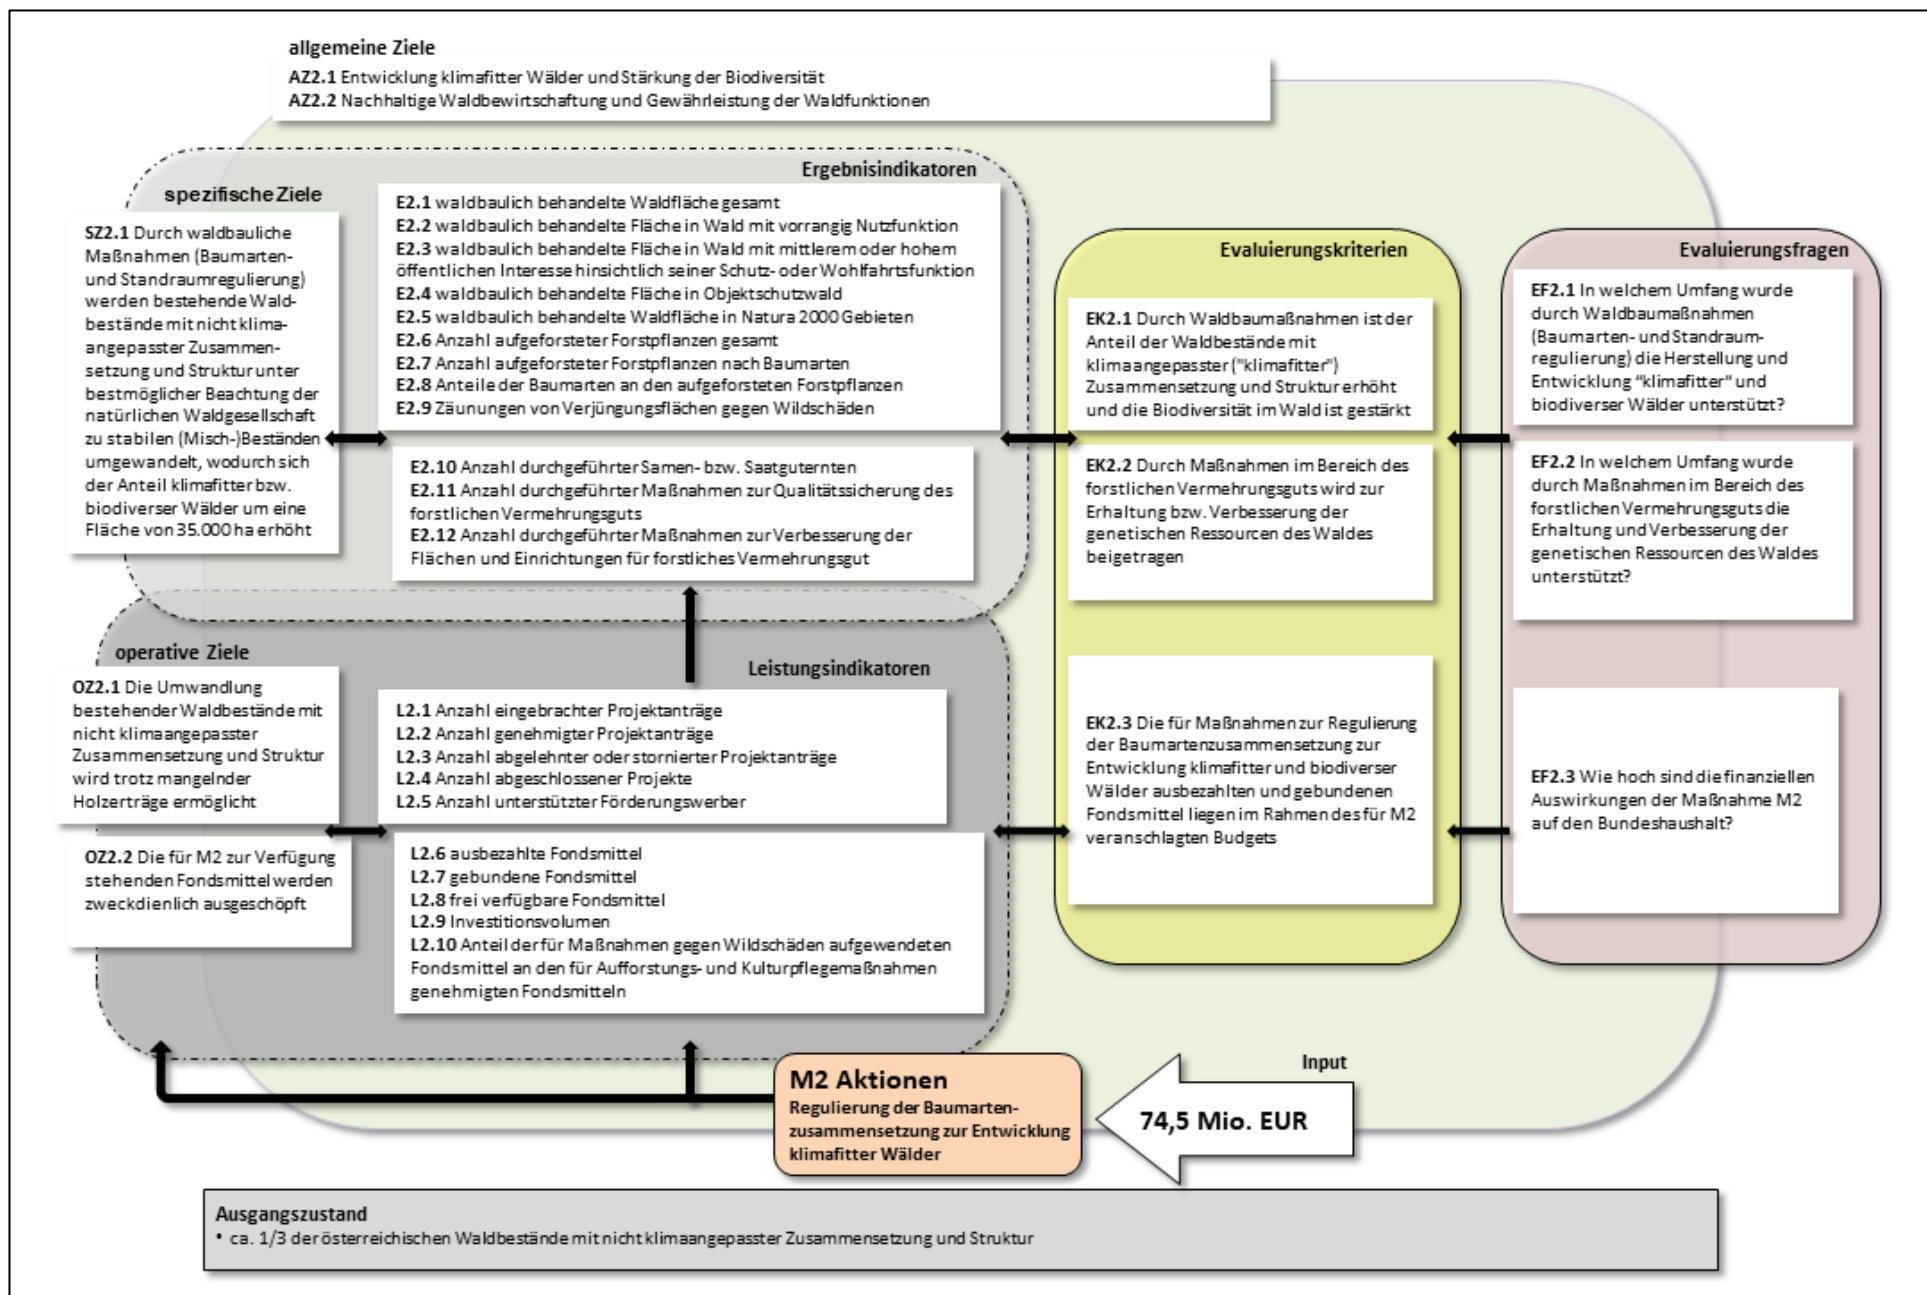 allgemeine Ziele
AZ2.1 Entwicklung klimafitter Wälder und Stärkung der Biodiversität
AZ2.2 Nachhaltige Waldbewirtschaftung und Gewährleistung der Waldfunktionen
spezifische Ziele
SZ2.1 Durch waldbauliche
Maßnahmen (Baumarten-
und Standraumregulierung)
werden bestehende Wald-
bestände mit nicht klima-
angepasster Zusammen-
setzung und Struktur unter
bestmöglicher Beachtung der
natürlichen Waldgesellschaft
zu stabilen (Misch-)Beständen
umgewandelt, wodurch sich
der Anteil klimafitter bzw.
biodiverser Wälder um eine
Fläche von 35.000 ha erhöht
Ergebnisindikatoren
E2.1 waldbaulich behandelte Waldfläche gesamt
E2.2 waldbaulich behandelte Fläche in Wald mit vorrangig Nutzfunktion
E2.3 waldbaulich behandelte Fläche in Wald mit mittlerem oder hohem
öffentlichen Interesse hinsichtlich seiner Schutz- oder Wohlfahrtsfunktion
E2.4 waldbaulich behandelte Fläche in Objektschutzwald
E2.5 waldbaulich behandelte Waldfläche in Natura 2000 Gebieten
E2.6 Anzahl aufgeforsteter Forstpflanzen gesamt
E2.7 Anzahl aufgeforsteter Forstpflanzen nach Baumarten
E2.8 Anteile der Baumarten an den aufgeforsteten Forstpflanzen
E2.9 Zäunungen von Verjüngungsflächen gegen Wildschäden
E2.10 Anzahl durchgeführter Samen- bzw. Saatguternten
E2.11 Anzahl durchgeführter Maßnahmen zur Qualitätssicherung des
forstlichen Vermehrungsguts
E2.12 Anzahl durchgeführter Maßnahmen zur Verbesserung der
Flächen und Einrichtungen für forstliches Vermehrungsgut
Evaluierungskriterien
EK2.1 Durch Waldbaumaßnahmen ist der
Anteil der Waldbestände mit
klimaangepasster ("klimafitter")
Zusammensetzung und Struktur erhöht
und die Biodiversität im Wald ist gestärkt
EK2.2 Durch Maßnahmen im Bereich des
forstlichen Vermehrungsguts wird zur
Erhaltung bzw. Verbesserung der
genetischen Ressourcen des Waldes
beigetragen
EK2.3 Die für Maßnahmen zur Regulierung
der Baumartenzusammensetzung zur
Entwicklung klimafitter und biodiverser
Wälder ausbezahlten und gebundenen
Fondsmittel liegen im Rahmen des für M2
veranschlagten Budgets
Evaluierungsfragen
EF2.1 In welchem Umfang wurde
durch Waldbaumaßnahmen
(Baumarten- und Standraum-
regulierung) die Herstellung und
Entwicklung "klimafitter" und
biodiverser Wälder unterstützt?
EF2.2 In welchem Umfang wurde
durch Maßnahmen im Bereich des
forstlichen Vermehrungsguts die
Erhaltung und Verbesserung der
genetischen Ressourcen des Waldes
unterstützt?
EF2.3 Wie hoch sind die finanziellen
Auswirkungen der Maßnahme M2
auf den Bundeshaushalt?
operative Ziele
OZ2.1 Die Umwandlung
bestehender Waldbestände mit
nicht klimaangepasster
Zusammensetzung und Struktur
wird trotz mangelnder
Holzerträge ermöglicht
OZ2.2 Die für M2 zur Verfügung
stehenden Fondsmittel werden
zweckdienlich ausgeschöpft
Leistungsindikatoren
L2.1 Anzahl eingebrachter Projektanträge
L2.2 Anzahl genehmigter Projektanträge
L2.3 Anzahl abgelehnter oder stornierter Projektanträge
L2.4 Anzahl abgeschlossener Projekte
L2.5 Anzahl unterstützter Förderungswerber
L2.6 ausbezahlte Fondsmittel
L2.7 gebundene Fondsmittel
L2.8 frei verfügbare Fondsmittel
L2.9 Investitionsvolumen
L2.10 Anteil der für Maßnahmen gegen Wildschäden aufgewendeten
Fondsmittel an den für Aufforstungs- und Kulturpflegemaßnahmen
genehmigten Fondsmitteln
M2 Aktionen
Regulierung der Baumarten-
zusammensetzung zur Entwicklung
klimafitter Wälder
Input
74,5 Mio. EUR
Ausgangszustand
• ca. 1/3 der österreichischen Waldbestände mit nicht klimaangepasster Zusammensetzung und Struktur